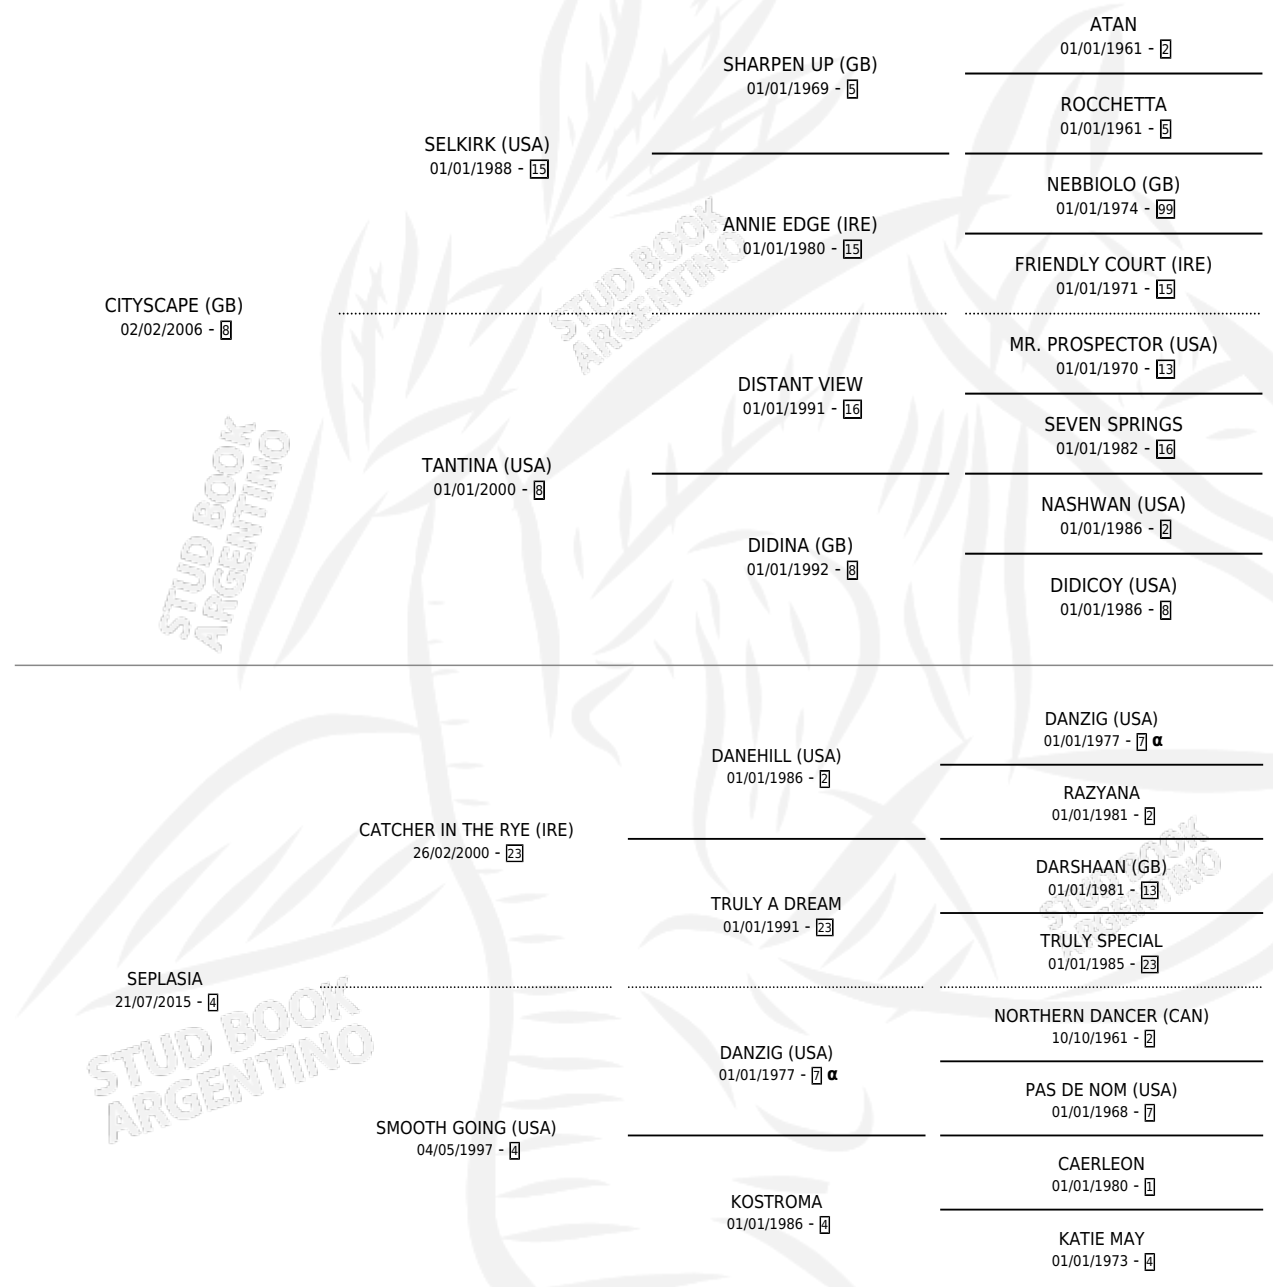 ATAN
01/01/1961 - 2
SHARPEN UP (GB)
01/01/1969 - 5
ROCCHETTA
01/01/1961 - 5
SELKIRK (USA)
01/01/1988 - 15
NEBBIOLO (GB)
01/01/1974 - 99
ANNIE EDGE (IRE)
01/01/1980 - 15
FRIENDLY COURT (IRE)
01/01/1971 - 15
CITYSCAPE (GB)
02/02/2006 - 8
MR. PROSPECTOR (USA)
01/01/1970 - 13
DISTANT VIEW
01/01/1991 - 16
SEVEN SPRINGS
01/01/1982 - 16
TANTINA (USA)
01/01/2000 - 8
NASHWAN (USA)
01/01/1986 - 2
DIDINA (GB)
01/01/1992 - 8
DIDICOY (USA)
01/01/1986 - 8
DANZIG (USA)
01/01/1977 - 7 α
DANEHILL (USA)
01/01/1986 - 2
RAZYANA
01/01/1981 - 2
CATCHER IN THE RYE (IRE)
26/02/2000 - 23
DARSHAAN (GB)
01/01/1981 - 13
TRULY A DREAM
01/01/1991 - 23
TRULY SPECIAL
01/01/1985 - 23
SEPLASIA
21/07/2015 - 4
NORTHERN DANCER (CAN)
10/10/1961 - 2
DANZIG (USA)
01/01/1977 - 7 α
PAS DE NOM (USA)
01/01/1968 - 7
SMOOTH GOING (USA)
04/05/1997 - 4
CAERLEON
01/01/1980 - 1
KOSTROMA
01/01/1986 - 4
KATIE MAY
01/01/1973 - 4
STUD BOOK
ARGENTINO
STUD BOOK
ARGENTINO
STUD BOOK
ARGENTINO
STUD BOOK
ARGENTINO